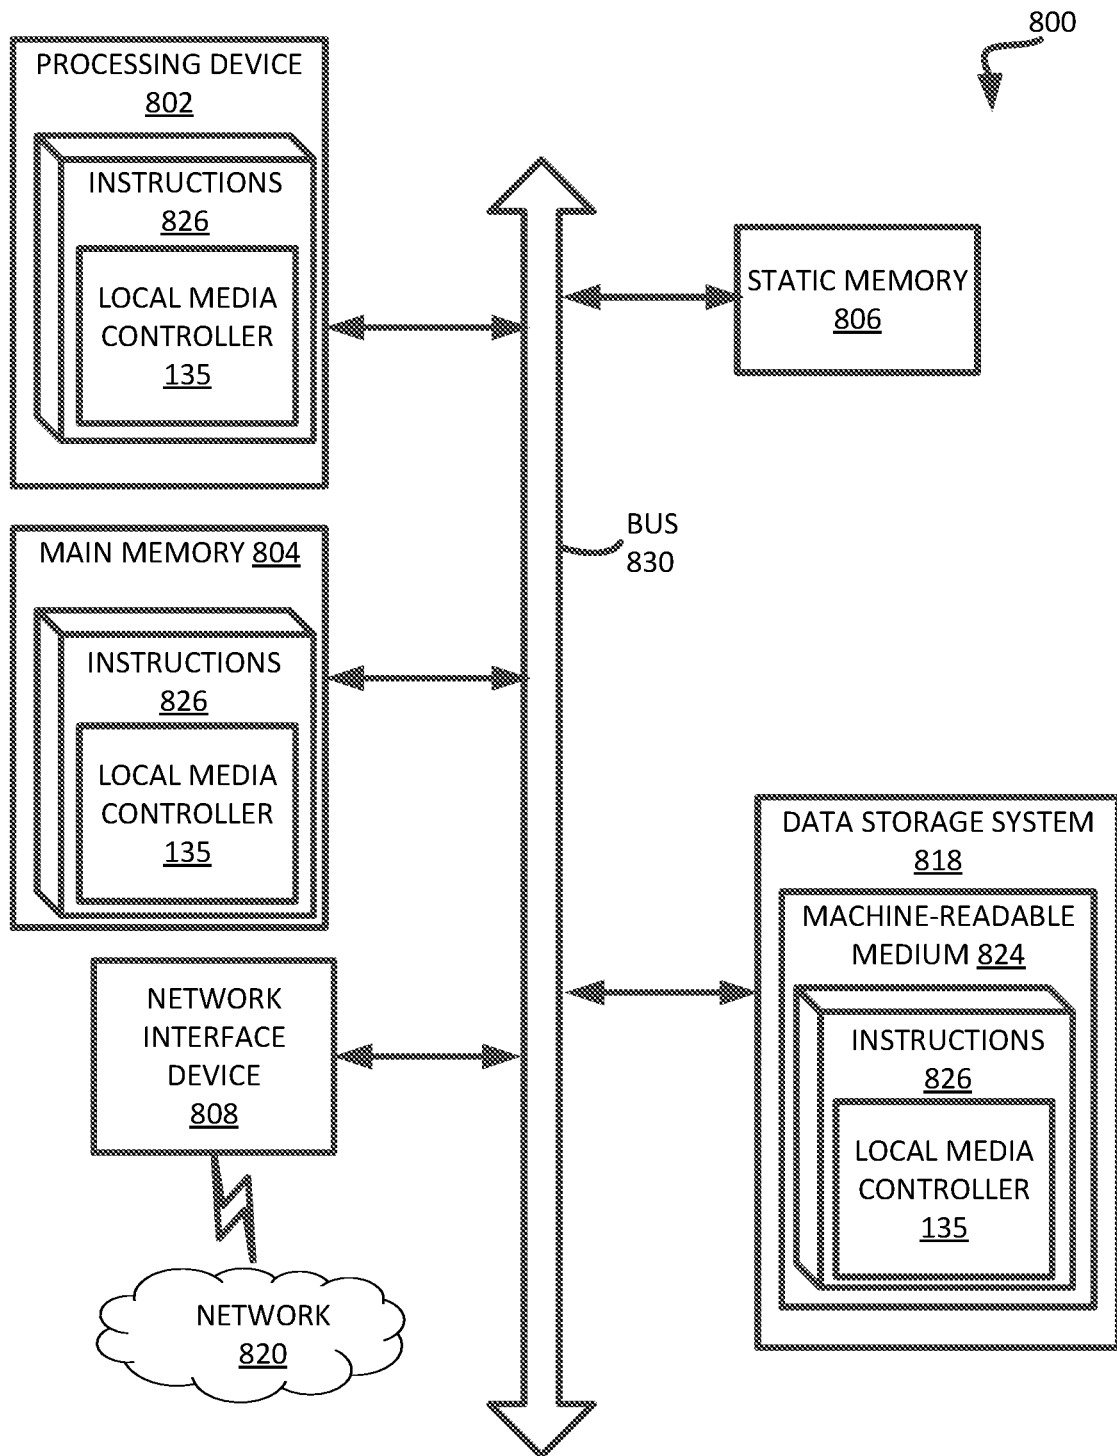 800
PROCESSING DEVICE
802
INSTRUCTIONS
826
LOCAL MEDIA
CONTROLLER
135
STATIC MEMORY
806
BUS
830
MAIN MEMORY 804
INSTRUCTIONS
826
LOCAL MEDIA
CONTROLLER
135
DATA STORAGE SYSTEM
818
MACHINE-READABLE
MEDIUM 824
INSTRUCTIONS
826
LOCAL MEDIA
CONTROLLER
135
NETWORK
INTERFACE
DEVICE
808
NETWORK
820